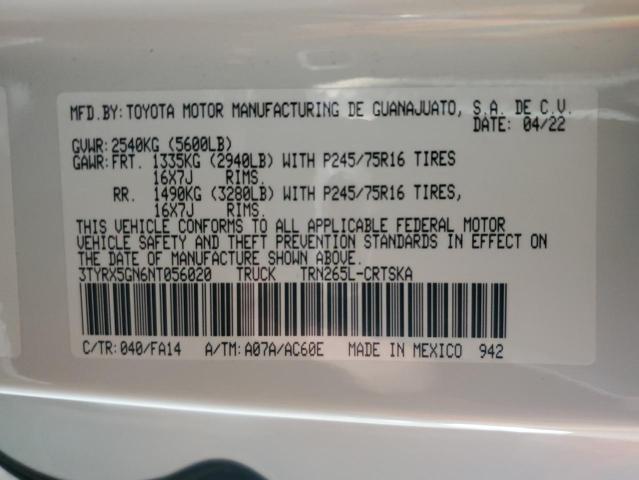 MFD.BY:TOYOTA MOTOR MANUFACTURING DE GUANAJUATO, S.A. DE C.V.
DATE: 04/22
GVWR:2540KG (5600LB)
GAWR:FRT. 1335KG (2940LB) WITH P245/75R16 TIRES
16X7J RIMS.
RR. 1490KG (3280LB) WITH P245/75R16 TIRES,
16X7J RIMS.
THIS VEHICLE CONFORMS TO ALL APPLICABLE FEDERAL MOTOR
VEHICLE SAFETY AND THEFT PREVENTION STANDARDS IN EFFECT ON
THE DATE OF MANUFACTURE SHOWN ABOVE.
3TYRX5GN6NT056020 TRUCK TRN265L-CRTSKA
C/TR:040/FA14 A/TM:A07A/AC60E MADE IN MEXICO 942